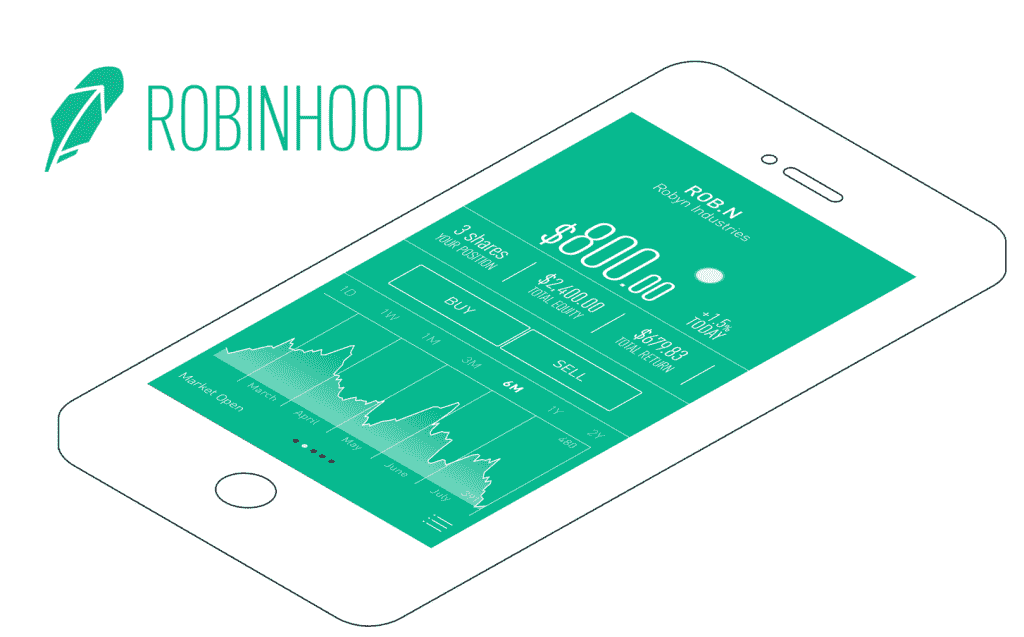 ROBINHOOD
ROB.N
Robyn Industries
$800.00
+1.5%
TODAY
3 shares
YOUR POSITION
$2,400.00
TOTAL EQUITY
$679.83
TOTAL RETURN
BUY
SELL
1D 1W 1M 3M 6M 1Y 2Y
480
March April May June July
Market Open